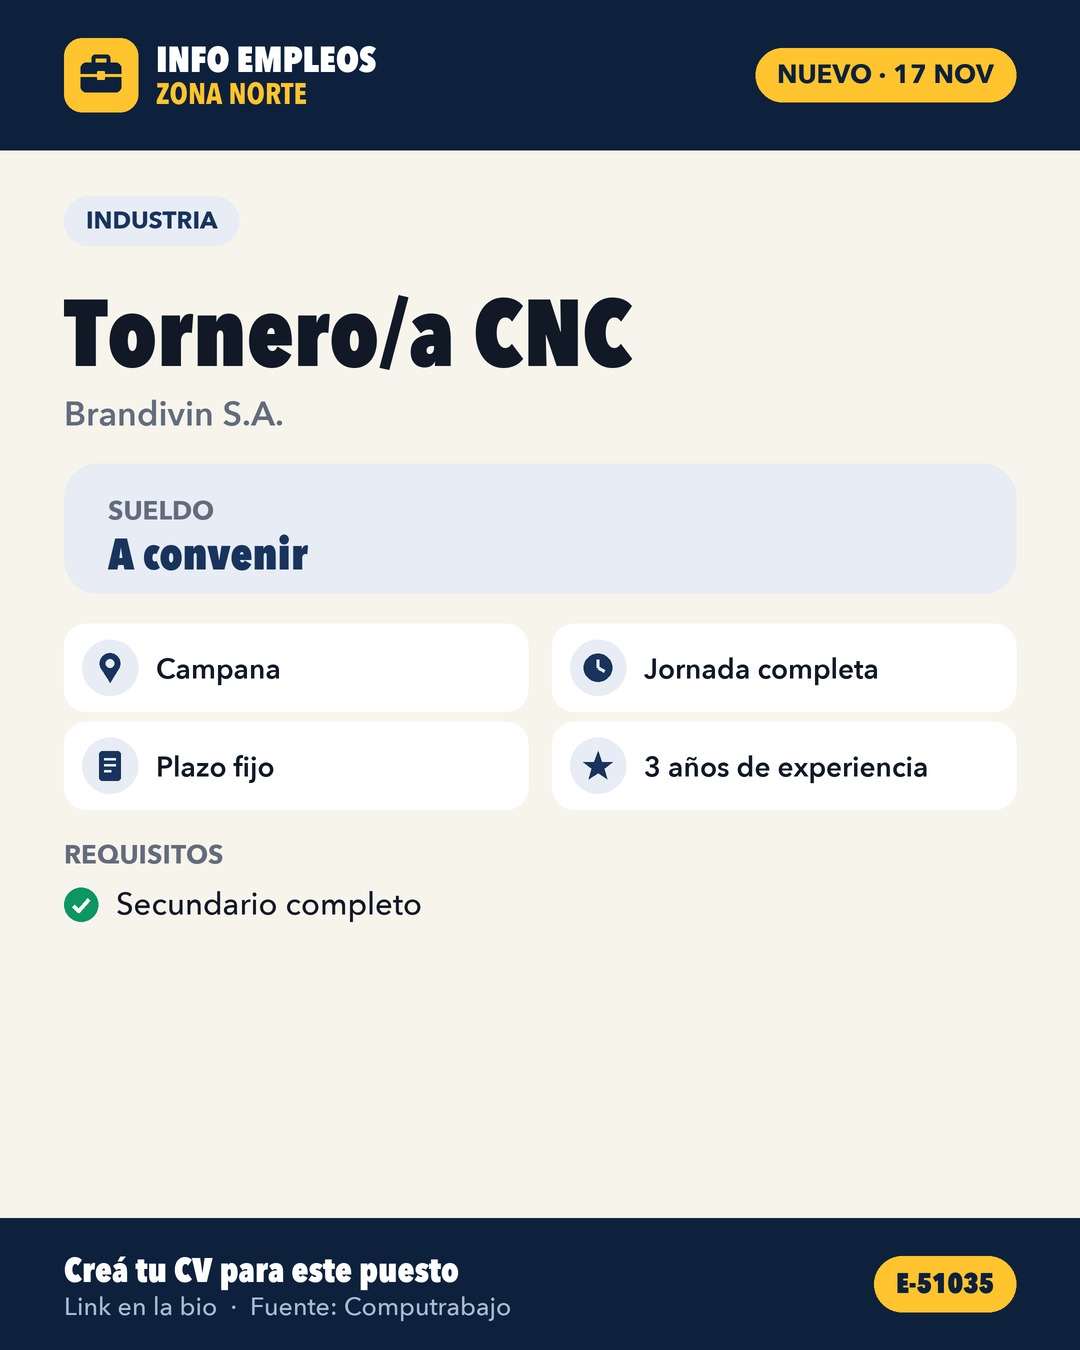 INFO EMPLEOS
ZONA NORTE
NUEVO · 17 NOV
INDUSTRIA
Tornero/a CNC
Brandivin S.A.
SUELDO
A convenir
Campana
Jornada completa
Plazo fijo
3 años de experiencia
REQUISITOS
Secundario completo
Creá tu CV para este puesto
Link en la bio · Fuente: Computrabajo
E-51035